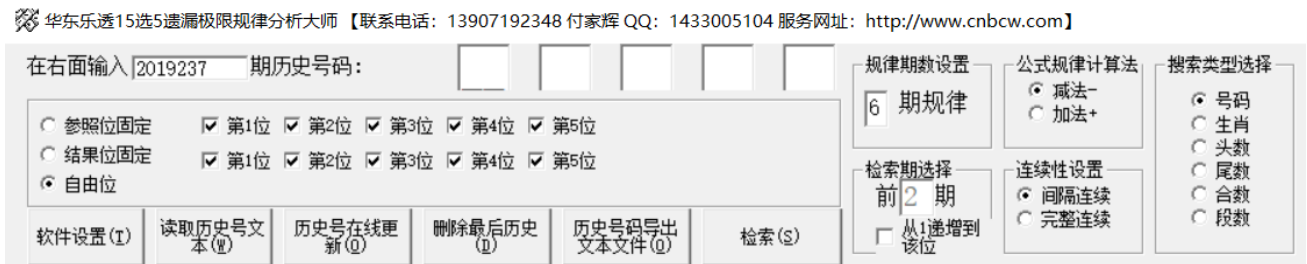 华东乐透15选5遗漏极限规律分析大师 【联系电话：13907192348 付家辉 QQ：1433005104 服务网址：http://www.cnbcw.com】
在右面输入 2019237 期历史号码：
参照位固定 第1位 第2位 第3位 第4位 第5位
结果位固定 第1位 第2位 第3位 第4位 第5位
自由位
软件设置(I) 读取历史号文本(W) 历史号在线更新(O) 删除最后历史(D) 历史号码导出文本文件(O) 检索(S)
规律期数设置
6 期规律
检索期选择
前 2 期
从1递增到该位
公式规律计算法
减法-
加法+
连续性设置
间隔连续
完整连续
搜索类型选择
号码
生肖
头数
尾数
合数
段数